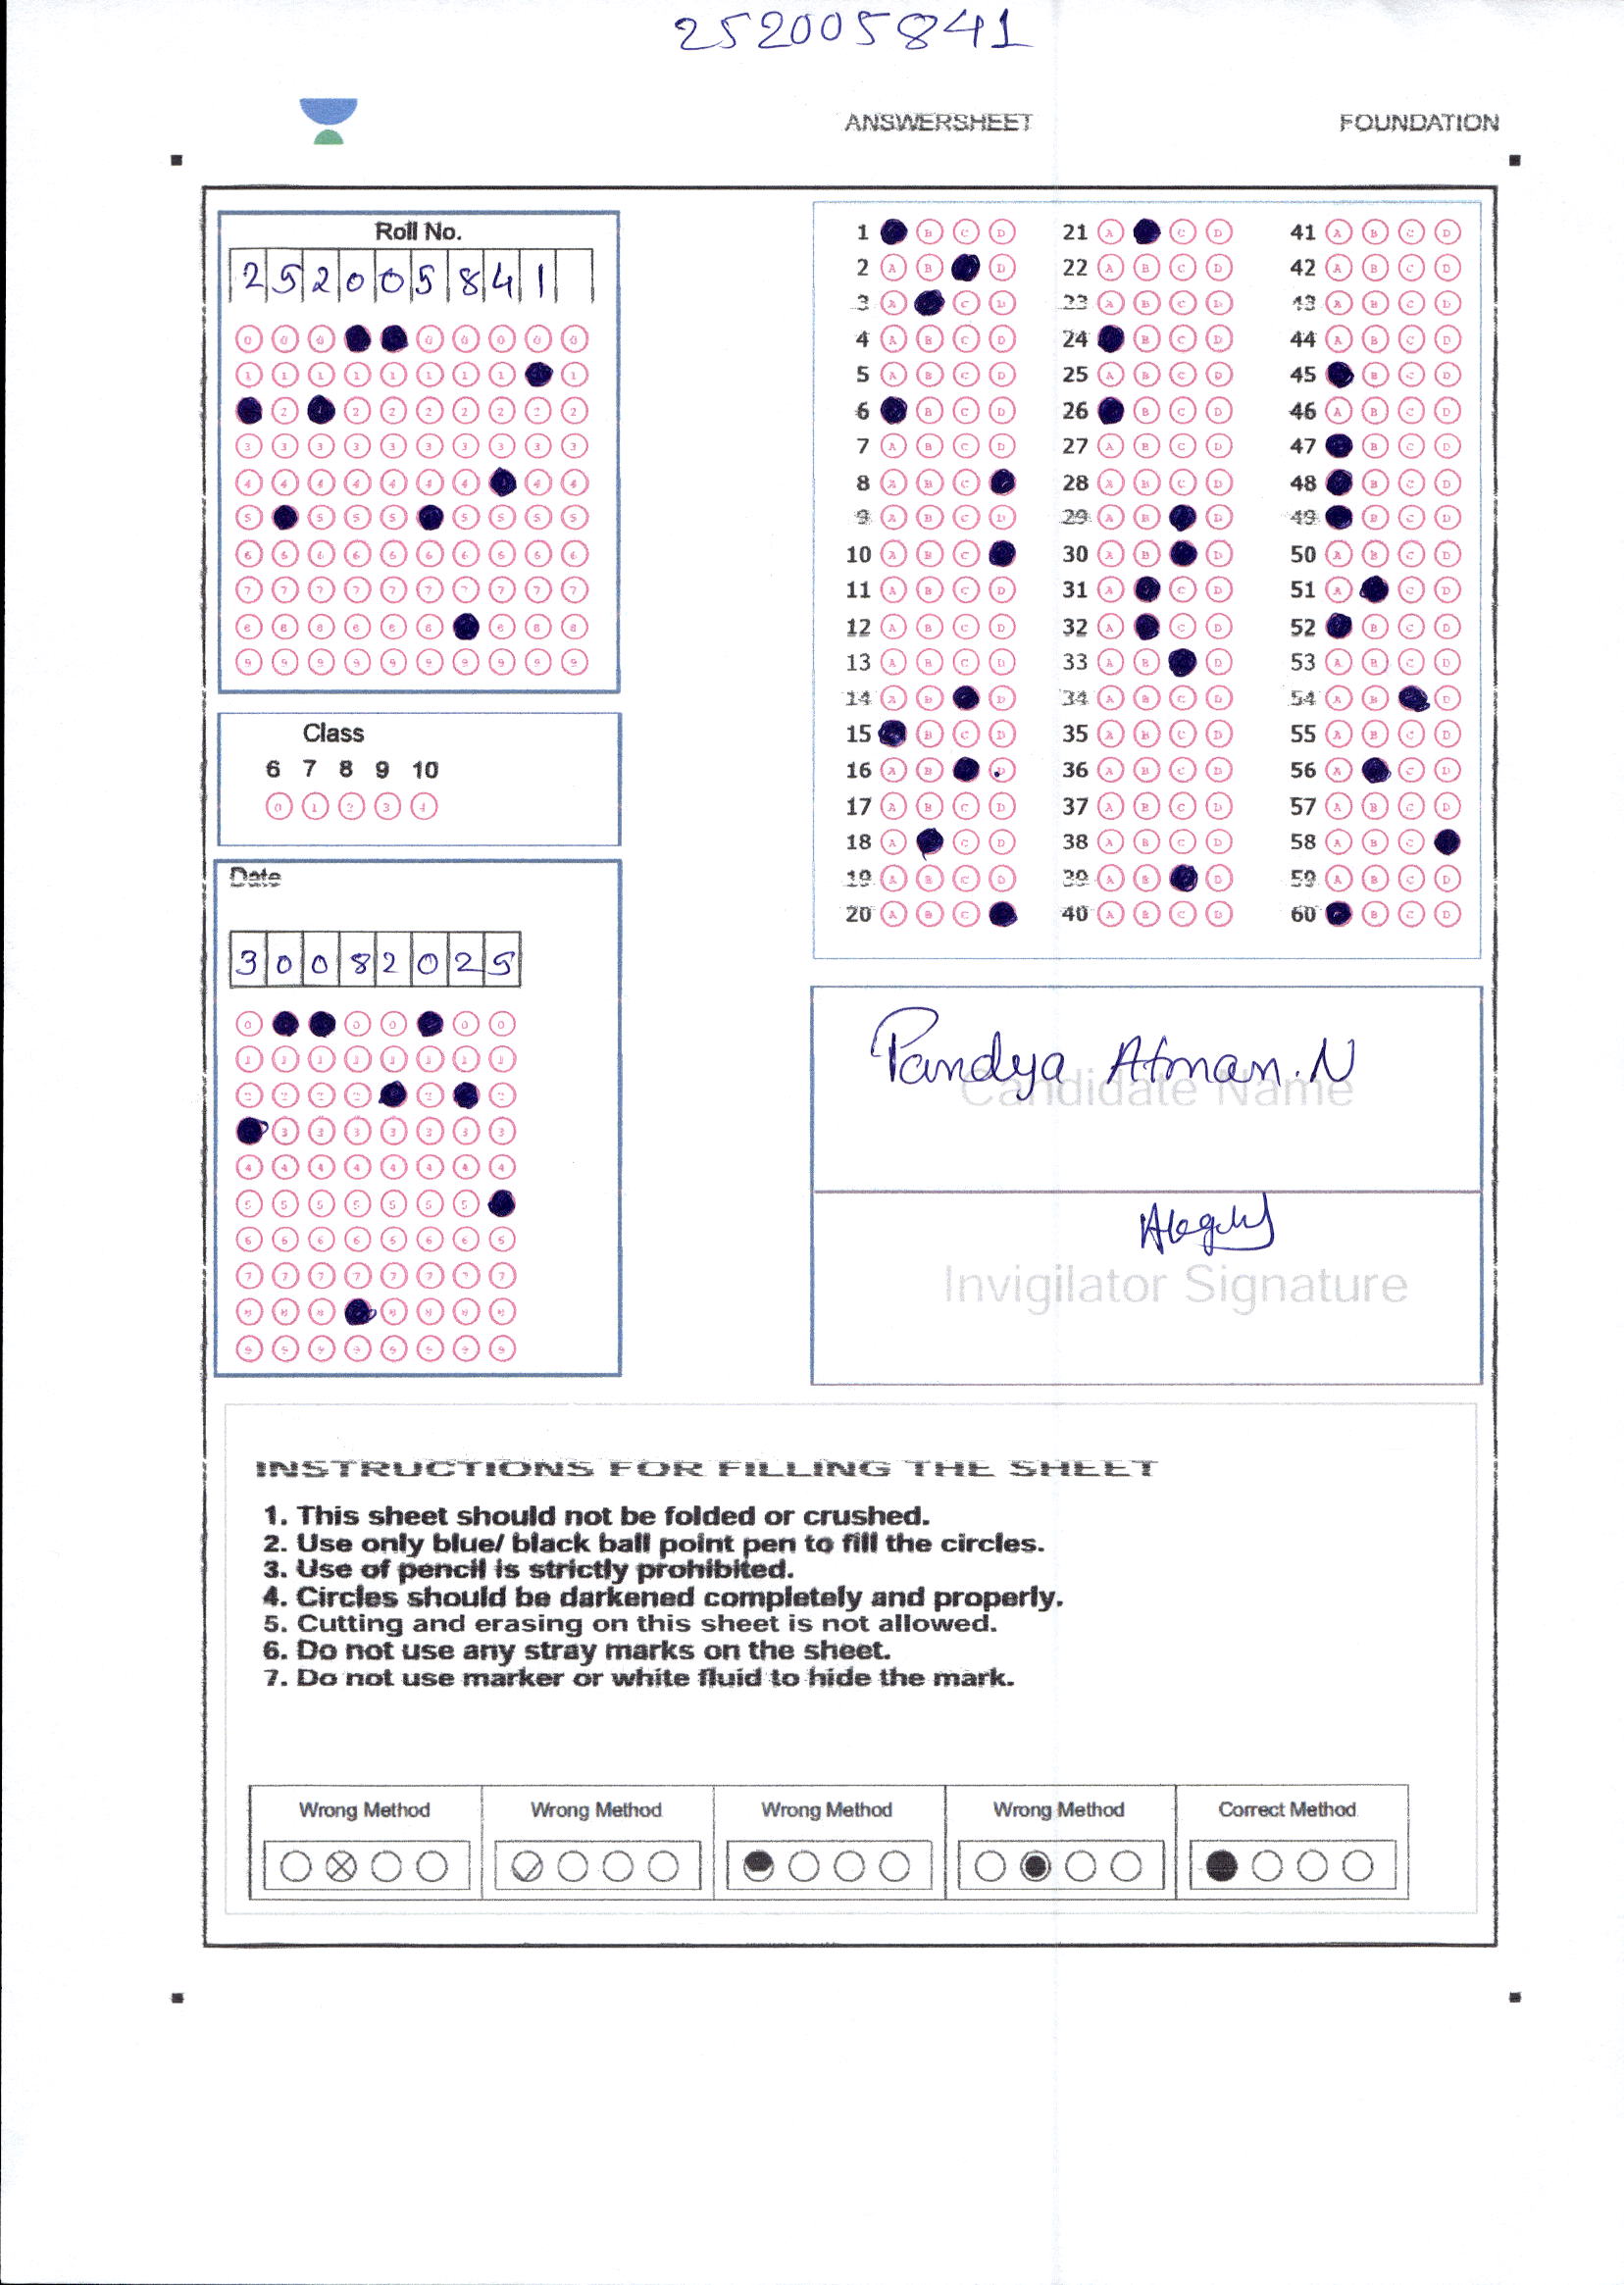 252005841
ANSWERSHEET FOUNDATION
Roll No.
2 5 2 0 0 5 8 4 1
Class
6 7 8 9 10
Date
3 0 0 8 2 0 2 5
1 A B C D 21 A B C D 41 A B C D
2 A B C D 22 A B C D 42 A B C D
3 A B C D 23 A B C D 43 A B C D
4 A B C D 24 A B C D 44 A B C D
5 A B C D 25 A B C D 45 A B C D
6 A B C D 26 A B C D 46 A B C D
7 A B C D 27 A B C D 47 A B C D
8 A B C D 28 A B C D 48 A B C D
9 A B C D 29 A B C D 49 A B C D
10 A B C D 30 A B C D 50 A B C D
11 A B C D 31 A B C D 51 A B C D
12 A B C D 32 A B C D 52 A B C D
13 A B C D 33 A B C D 53 A B C D
14 A B C D 34 A B C D 54 A B C D
15 A B C D 35 A B C D 55 A B C D
16 A B C D 36 A B C D 56 A B C D
17 A B C D 37 A B C D 57 A B C D
18 A B C D 38 A B C D 58 A B C D
19 A B C D 39 A B C D 59 A B C D
20 A B C D 40 A B C D 60 A B C D
Pandya Atman.N
Candidate Name
Invigilator Signature
INSTRUCTIONS FOR FILLING THE SHEET
1. This sheet should not be folded or crushed.
2. Use only blue/ black ball point pen to fill the circles.
3. Use of pencil is strictly prohibited.
4. Circles should be darkened completely and properly.
5. Cutting and erasing on this sheet is not allowed.
6. Do not use any stray marks on the sheet.
7. Do not use marker or white fluid to hide the mark.
Wrong Method Wrong Method Wrong Method Wrong Method Correct Method